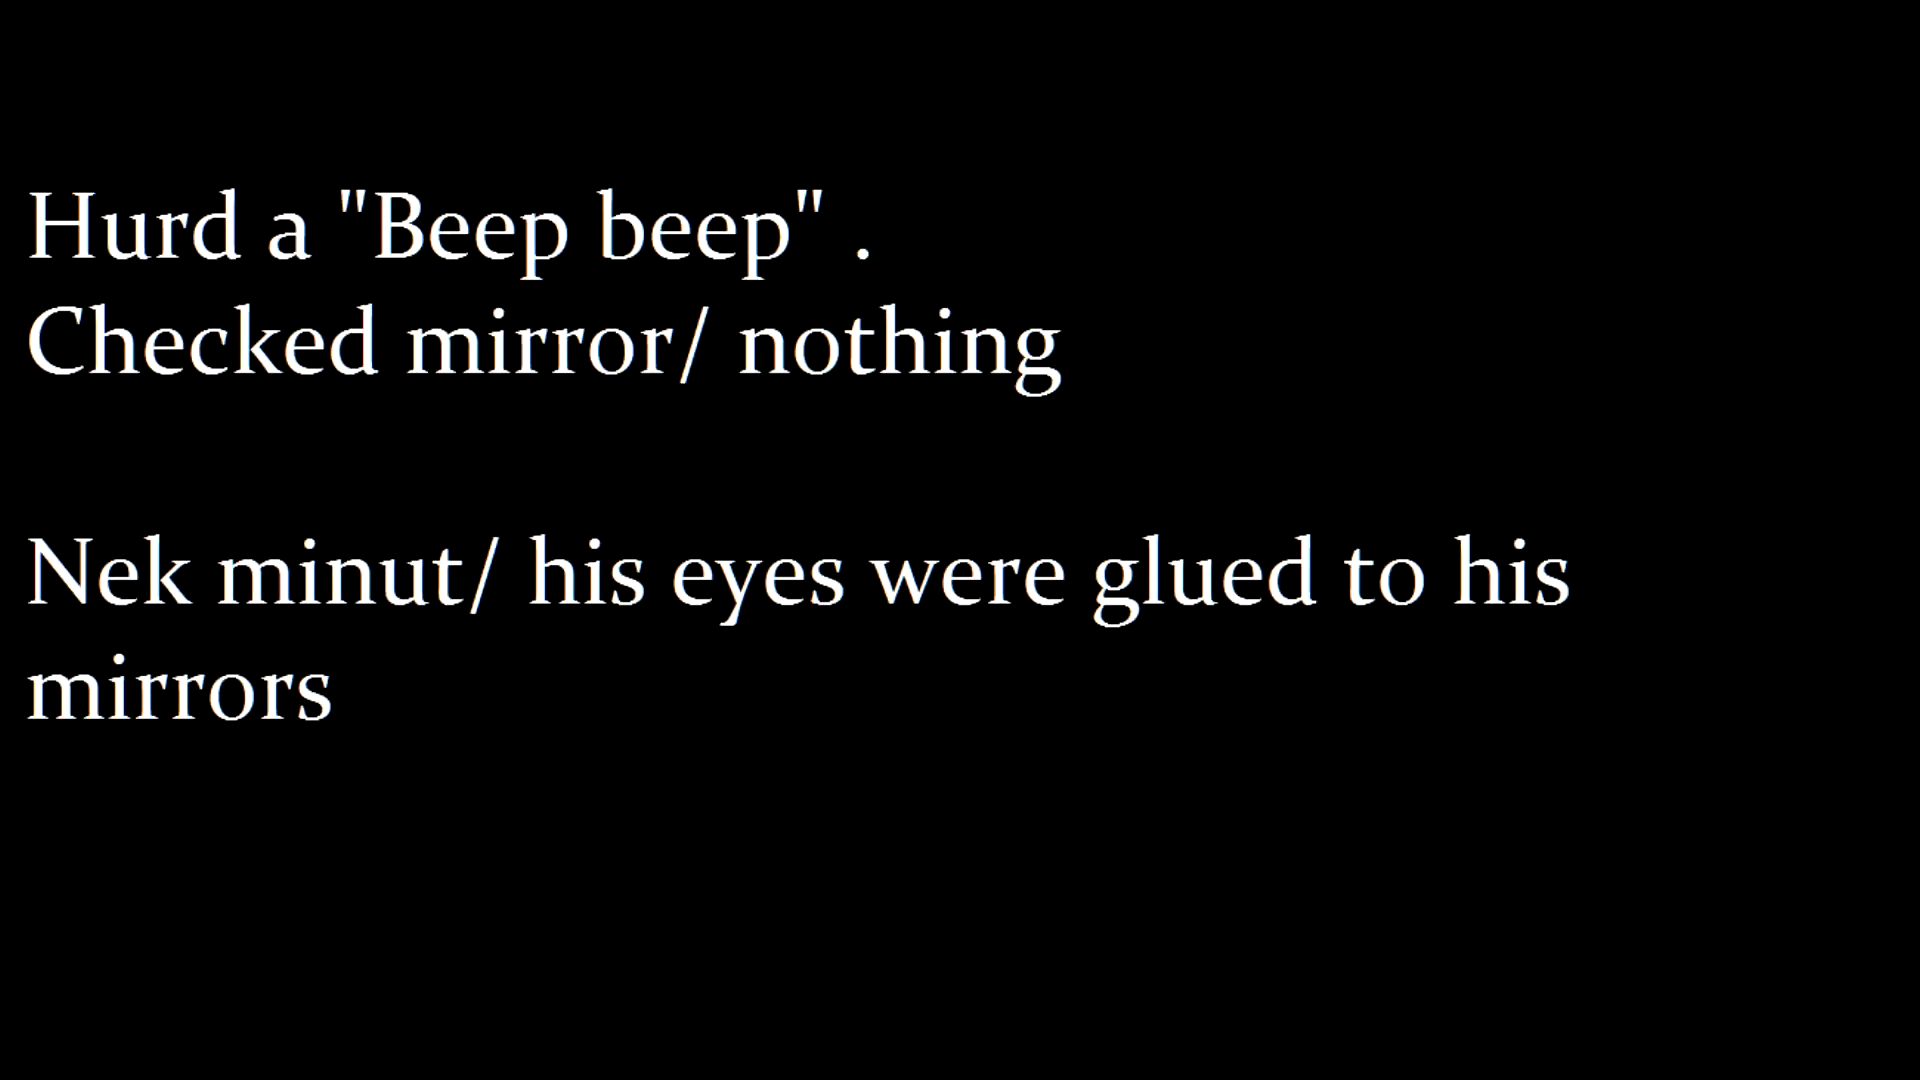 Hurd a "Beep beep" .
Checked mirror/ nothing
Nek minut/ his eyes were glued to his
mirrors